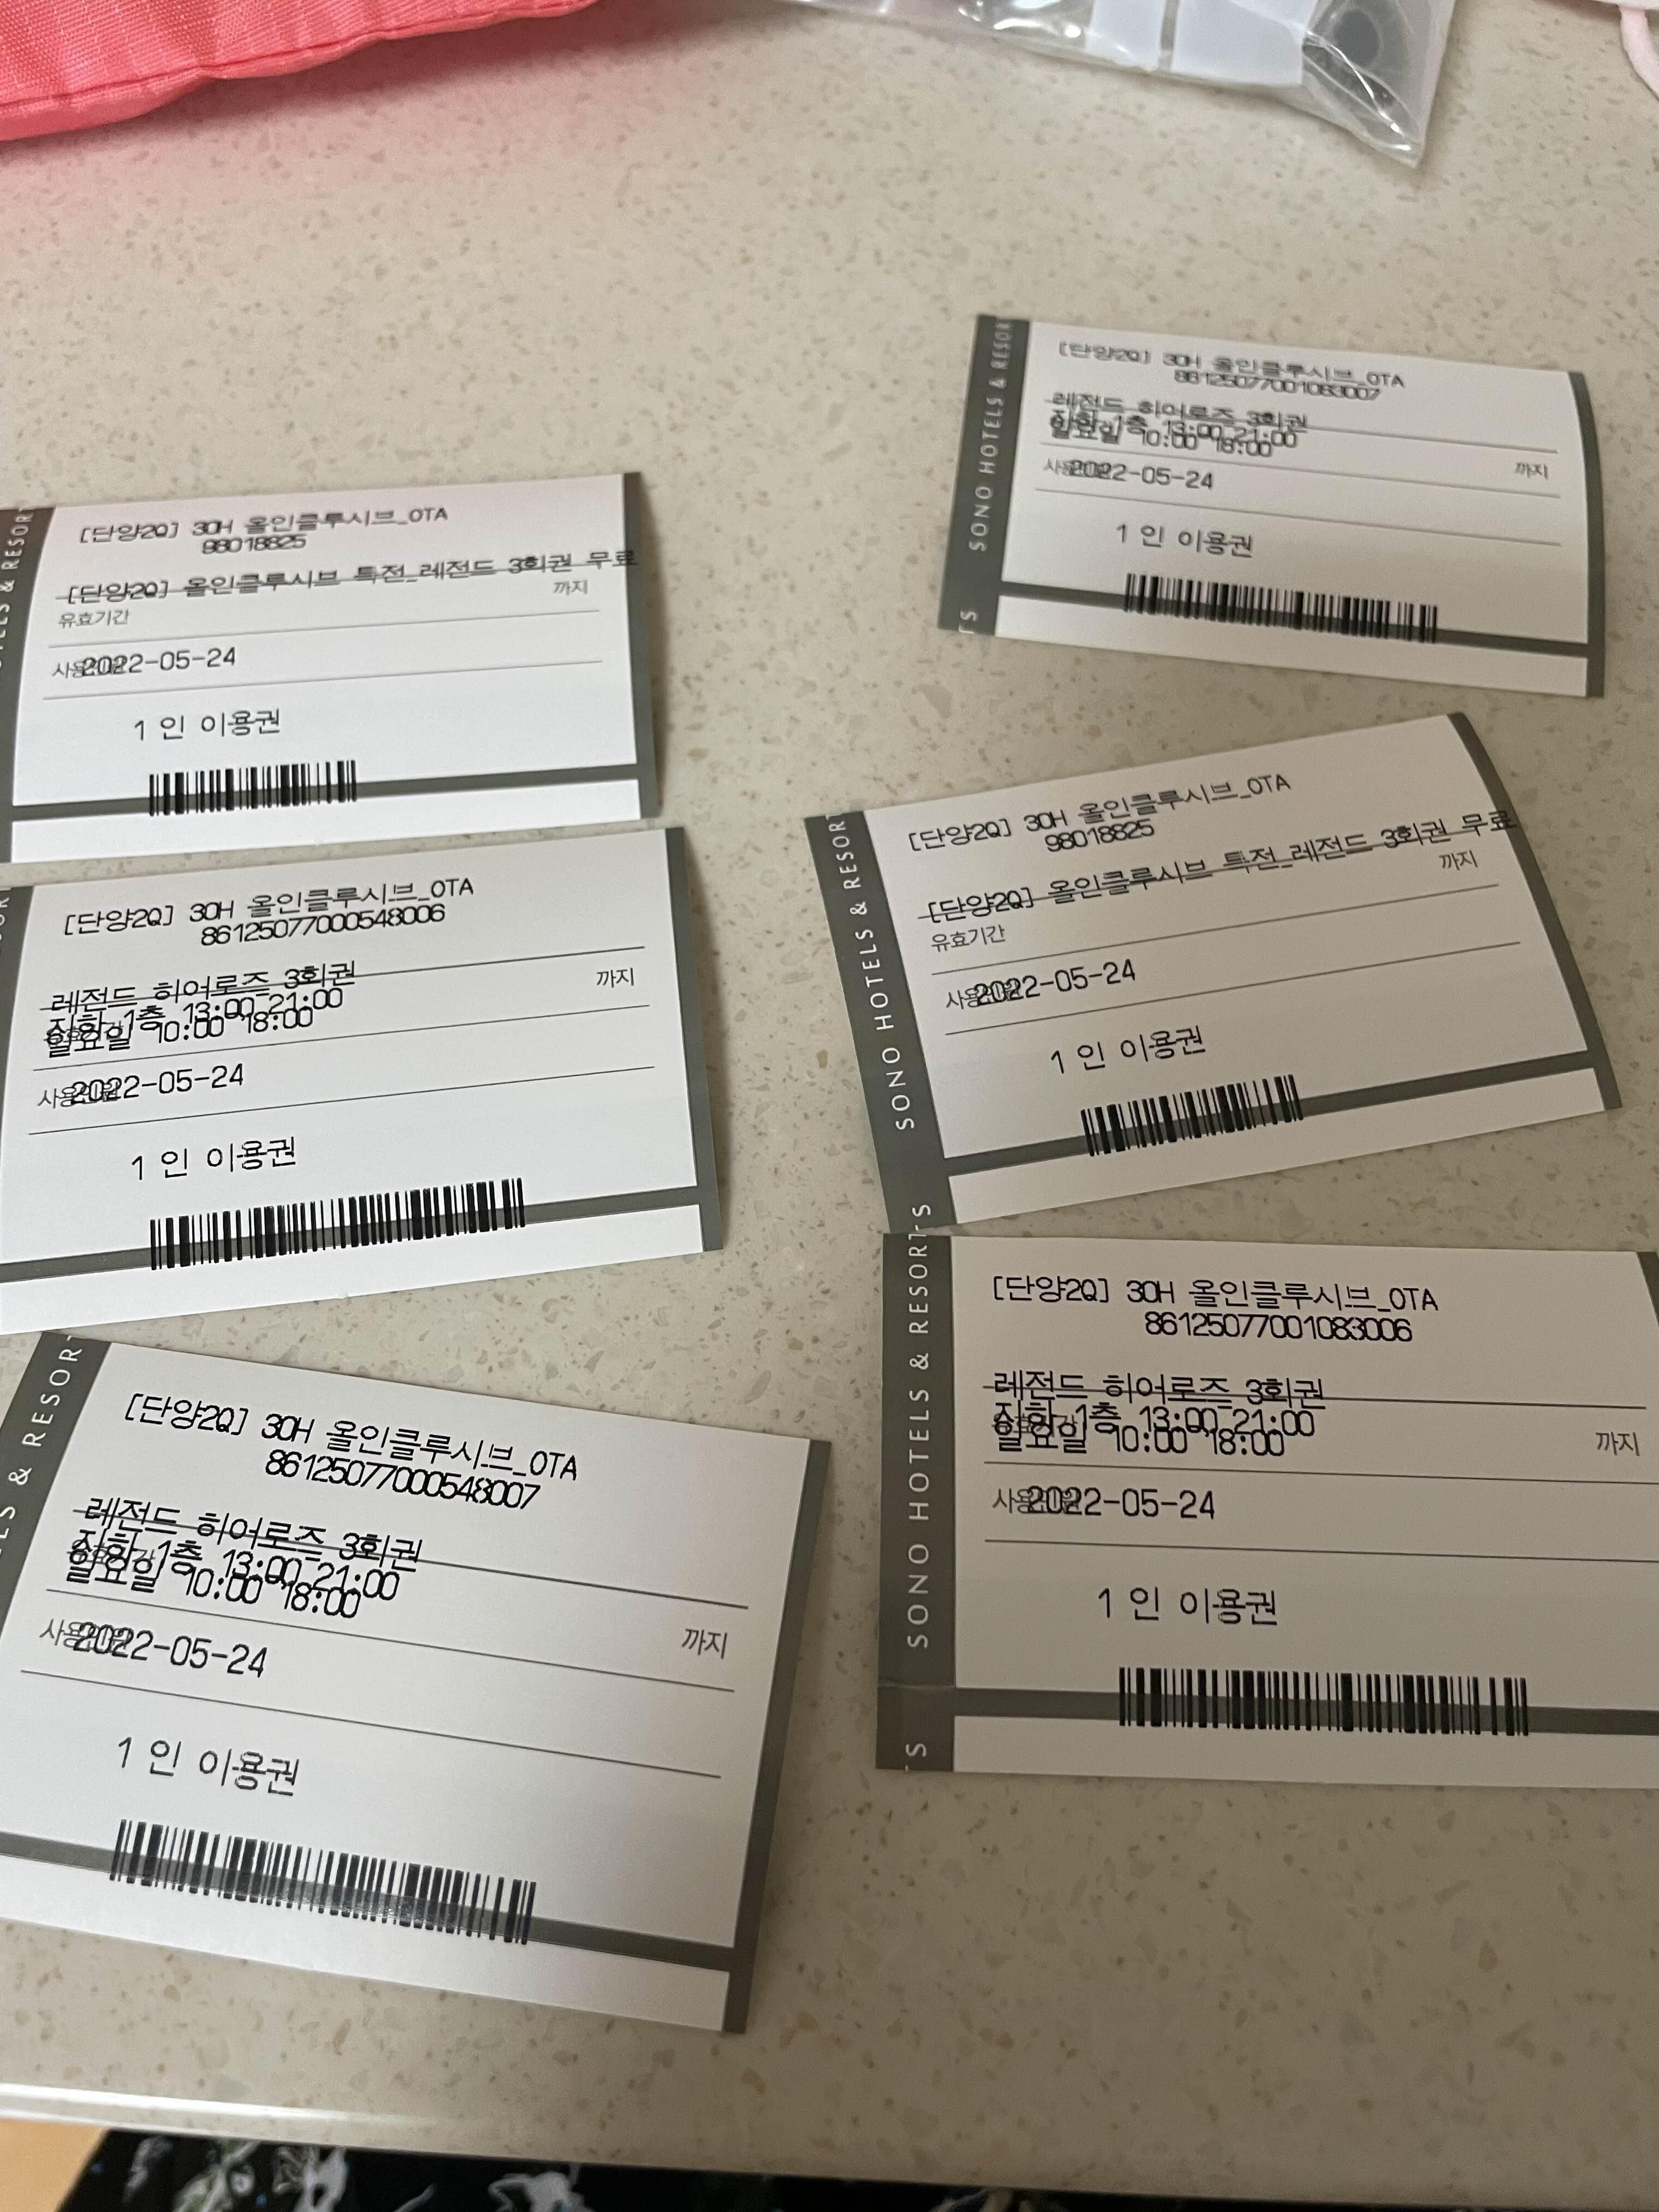 [단양2Q] 30H 올인클루시브_OTA
98018825
[단양2Q] 올인클루시브 특전_레전드 3회권 무료
까지
유효기간
2022-05-24
1 인 이용권
HOTELS & RESORT
[단양2Q] 30H 올인클루시브_OTA
86125077000548006
레전드 히어로즈 3회권
지하 1층 13:00~21:00
일요일 10:00~18:00
까지
2022-05-24
1 인 이용권
& RESORT
[단양2Q] 30H 올인클루시브_OTA
86125077000548007
레전드 히어로즈 3회권
지하 1층 13:00~21:00
일요일 10:00~18:00
까지
2022-05-24
1 인 이용권
SONO HOTELS & RESORT
[단양2Q] 30H 올인클루시브_OTA
86125077001083007
레전드 히어로즈 3회권
지하 1층 13:00~21:00
일요일 10:00~18:00
까지
2022-05-24
1 인 이용권
SONO HOTELS & RESORT
[단양2Q] 30H 올인클루시브_OTA
98018825
[단양2Q] 올인클루시브 특전_레전드 3회권 무료
까지
유효기간
2022-05-24
1 인 이용권
SONO HOTELS & RESORTS
[단양2Q] 30H 올인클루시브_OTA
86125077001083006
레전드 히어로즈 3회권
지하 1층 13:00~21:00
일요일 10:00~18:00
까지
2022-05-24
1 인 이용권